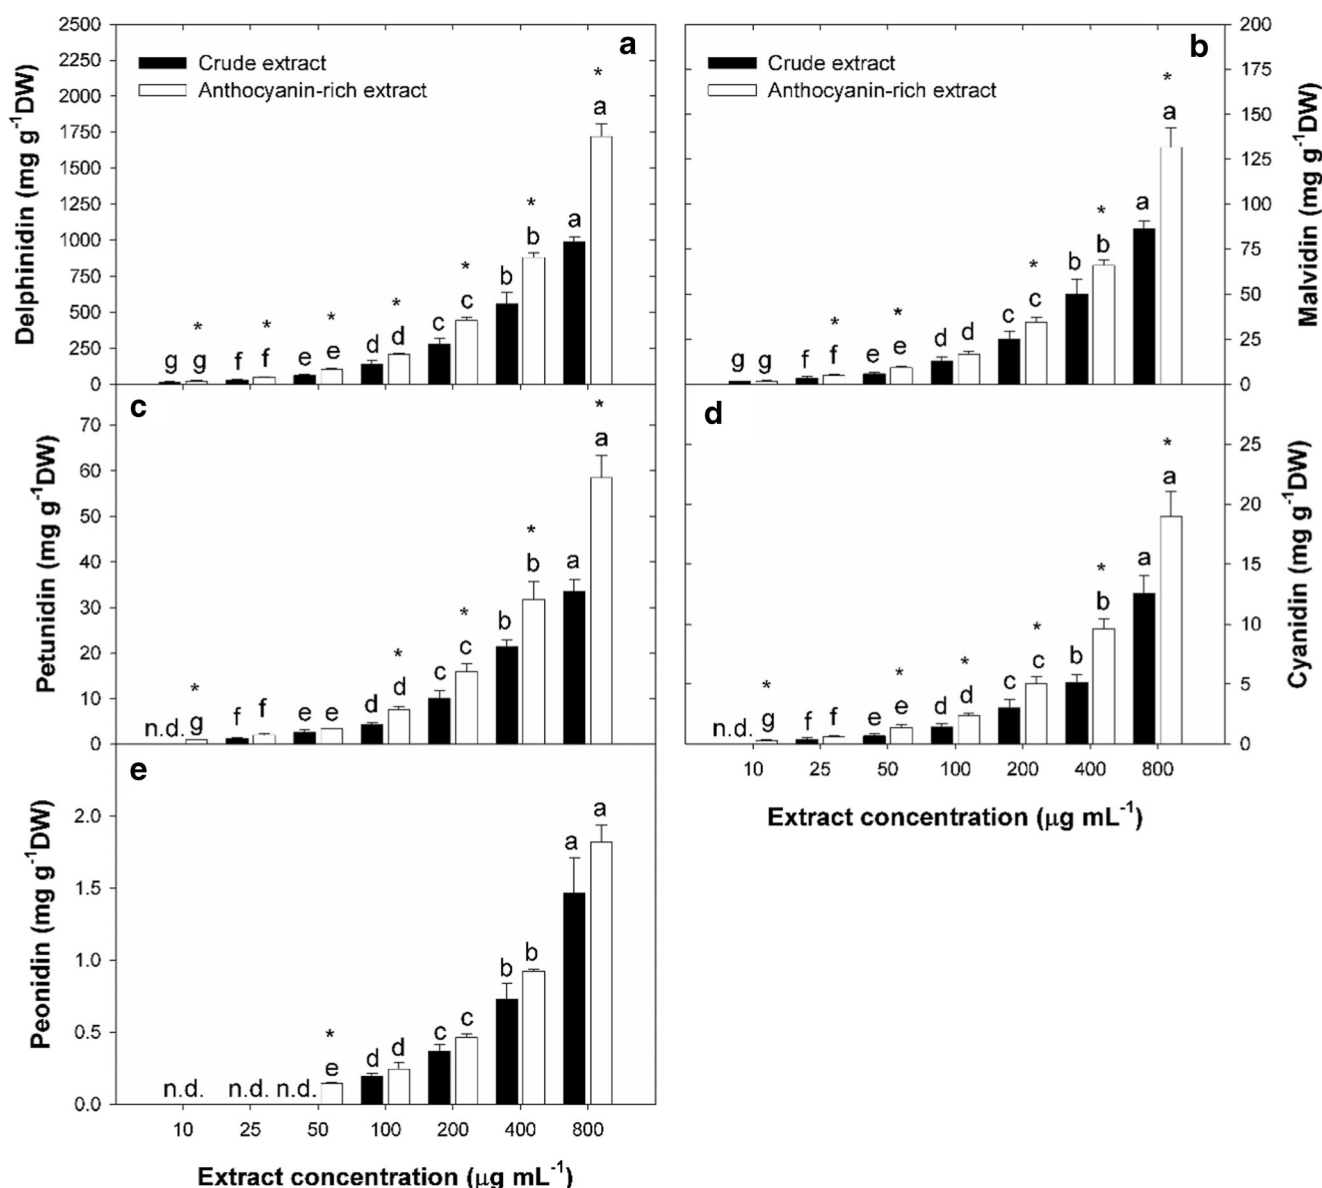 a
Crude extract
Anthocyanin-rich extract
Delphinidin (mg g⁻¹DW)
2500
2250
2000
1750
1500
1250
1000
750
500
250
0
g g f f e e d d c c b b a a
* * * * * * *
b
Crude extract
Anthocyanin-rich extract
Malvidin (mg g⁻¹DW)
200
175
150
125
100
75
50
25
0
g g f f e e d d c c b b a a
* * * * *
c
Petunidin (mg g⁻¹DW)
70
60
50
40
30
20
10
0
n.d. g f f e e d d c c b b a a
* * * * *
d
Cyanidin (mg g⁻¹DW)
25
20
15
10
5
0
n.d. g f f e e d d c c b b a a
* * * * * *
10 25 50 100 200 400 800
Extract concentration (μg mL⁻¹)
e
Peonidin (mg g⁻¹DW)
2.0
1.5
1.0
0.5
0.0
n.d. n.d. n.d. e d d c c b b a a
*
10 25 50 100 200 400 800
Extract concentration (μg mL⁻¹)